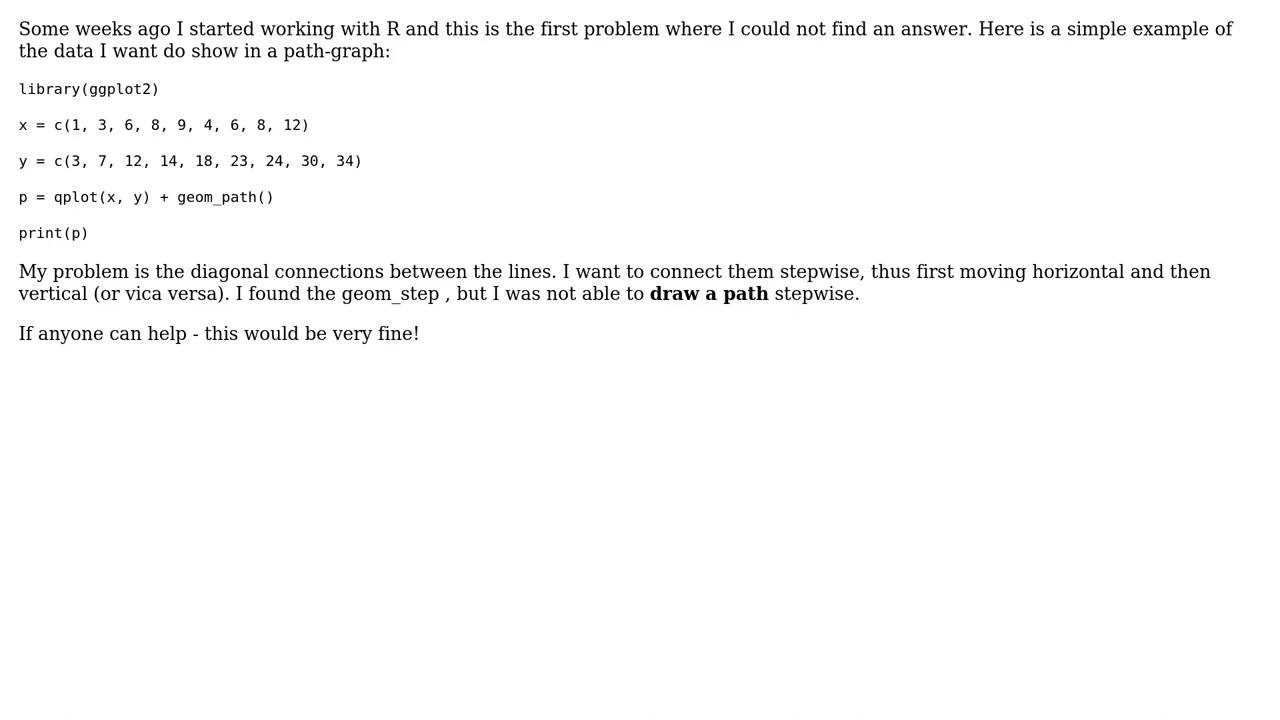 Some weeks ago I started working with R and this is the first problem where I could not find an answer. Here is a simple example of
the data I want do show in a path-graph:
library(ggplot2)
x = c(1, 3, 6, 8, 9, 4, 6, 8, 12)
y = c(3, 7, 12, 14, 18, 23, 24, 30, 34)
p = qplot(x, y) + geom_path()
print(p)
My problem is the diagonal connections between the lines. I want to connect them stepwise, thus first moving horizontal and then
vertical (or vica versa). I found the geom_step , but I was not able to draw a path stepwise.
If anyone can help - this would be very fine!